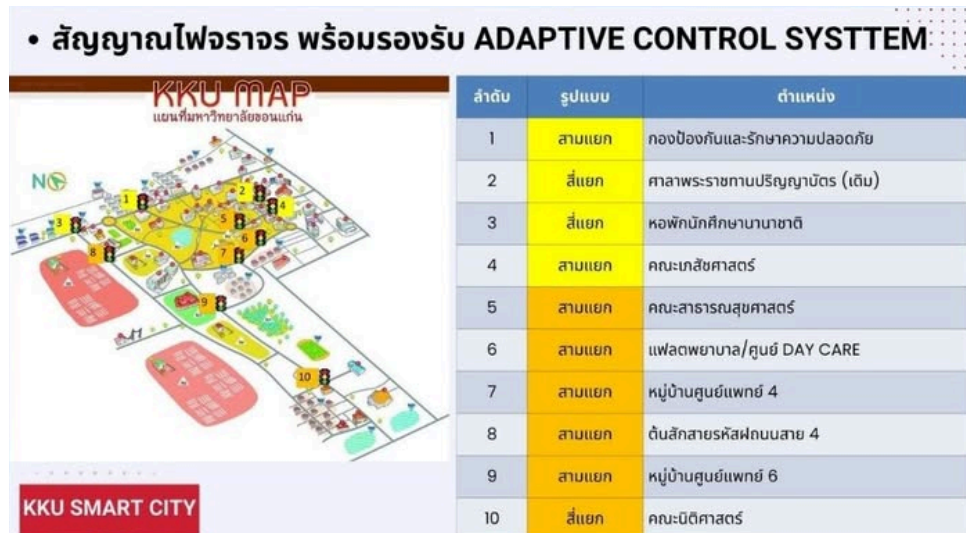 • สัญญาณไฟจราจร พร้อมรองรับ ADAPTIVE CONTROL SYSTTEM
KKU MAP
แผนที่มหาวิทยาลัยขอนแก่น
N
1
2
3
4
5
6
7
8
9
10
KKU SMART CITY
ลำดับ รูปแบบ ตำแหน่ง
1 สามแยก กองป้องกันและรักษาความปลอดภัย
2 สี่แยก ศาลาพระราชทานปริญญาบัตร (เดิม)
3 สี่แยก หอพักนักศึกษานานาชาติ
4 สามแยก คณะเภสัชศาสตร์
5 สามแยก คณะสาธารณสุขศาสตร์
6 สามแยก แฟลตพยาบาล/ศูนย์ DAY CARE
7 สามแยก หมู่บ้านศูนย์แพทย์ 4
8 สามแยก ต้นสักสายรหัสฝถนนสาย 4
9 สามแยก หมู่บ้านศูนย์แพทย์ 6
10 สี่แยก คณะนิติศาสตร์